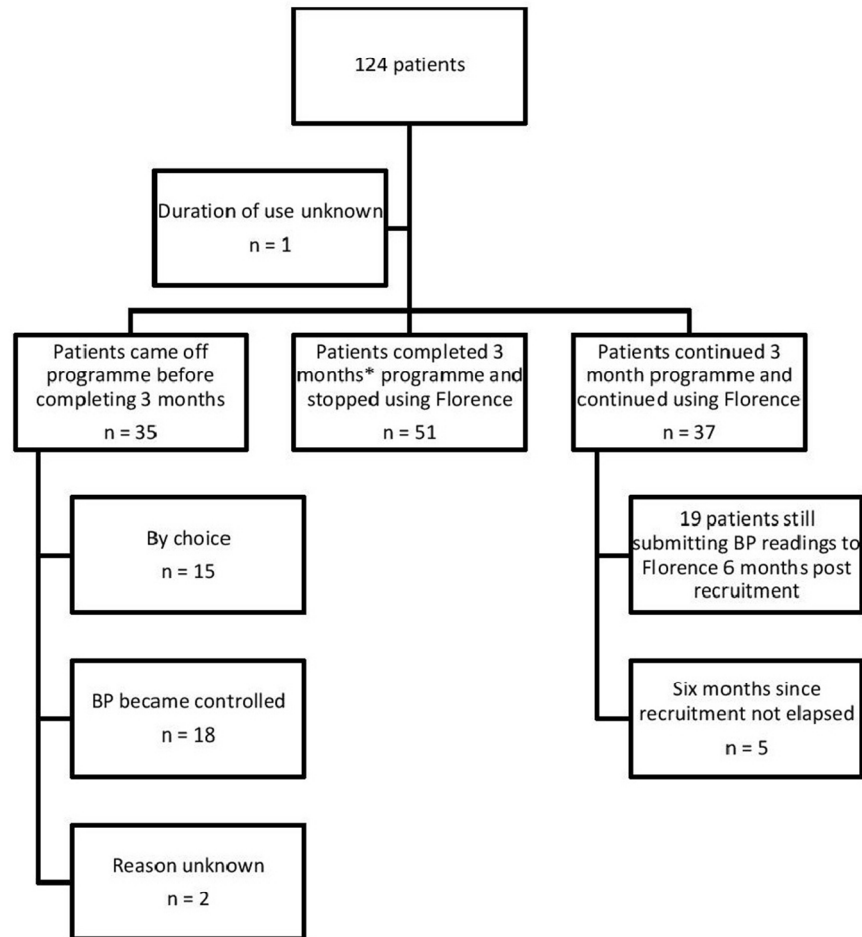 124 patients
Duration of use unknown
n = 1
Patients came off
programme before
completing 3 months
n = 35
Patients completed 3
months* programme and
stopped using Florence
n = 51
Patients continued 3
month programme and
continued using Florence
n = 37
By choice
n = 15
BP became controlled
n = 18
Reason unknown
n = 2
19 patients still
submitting BP readings to
Florence 6 months post
recruitment
Six months since
recruitment not elapsed
n = 5